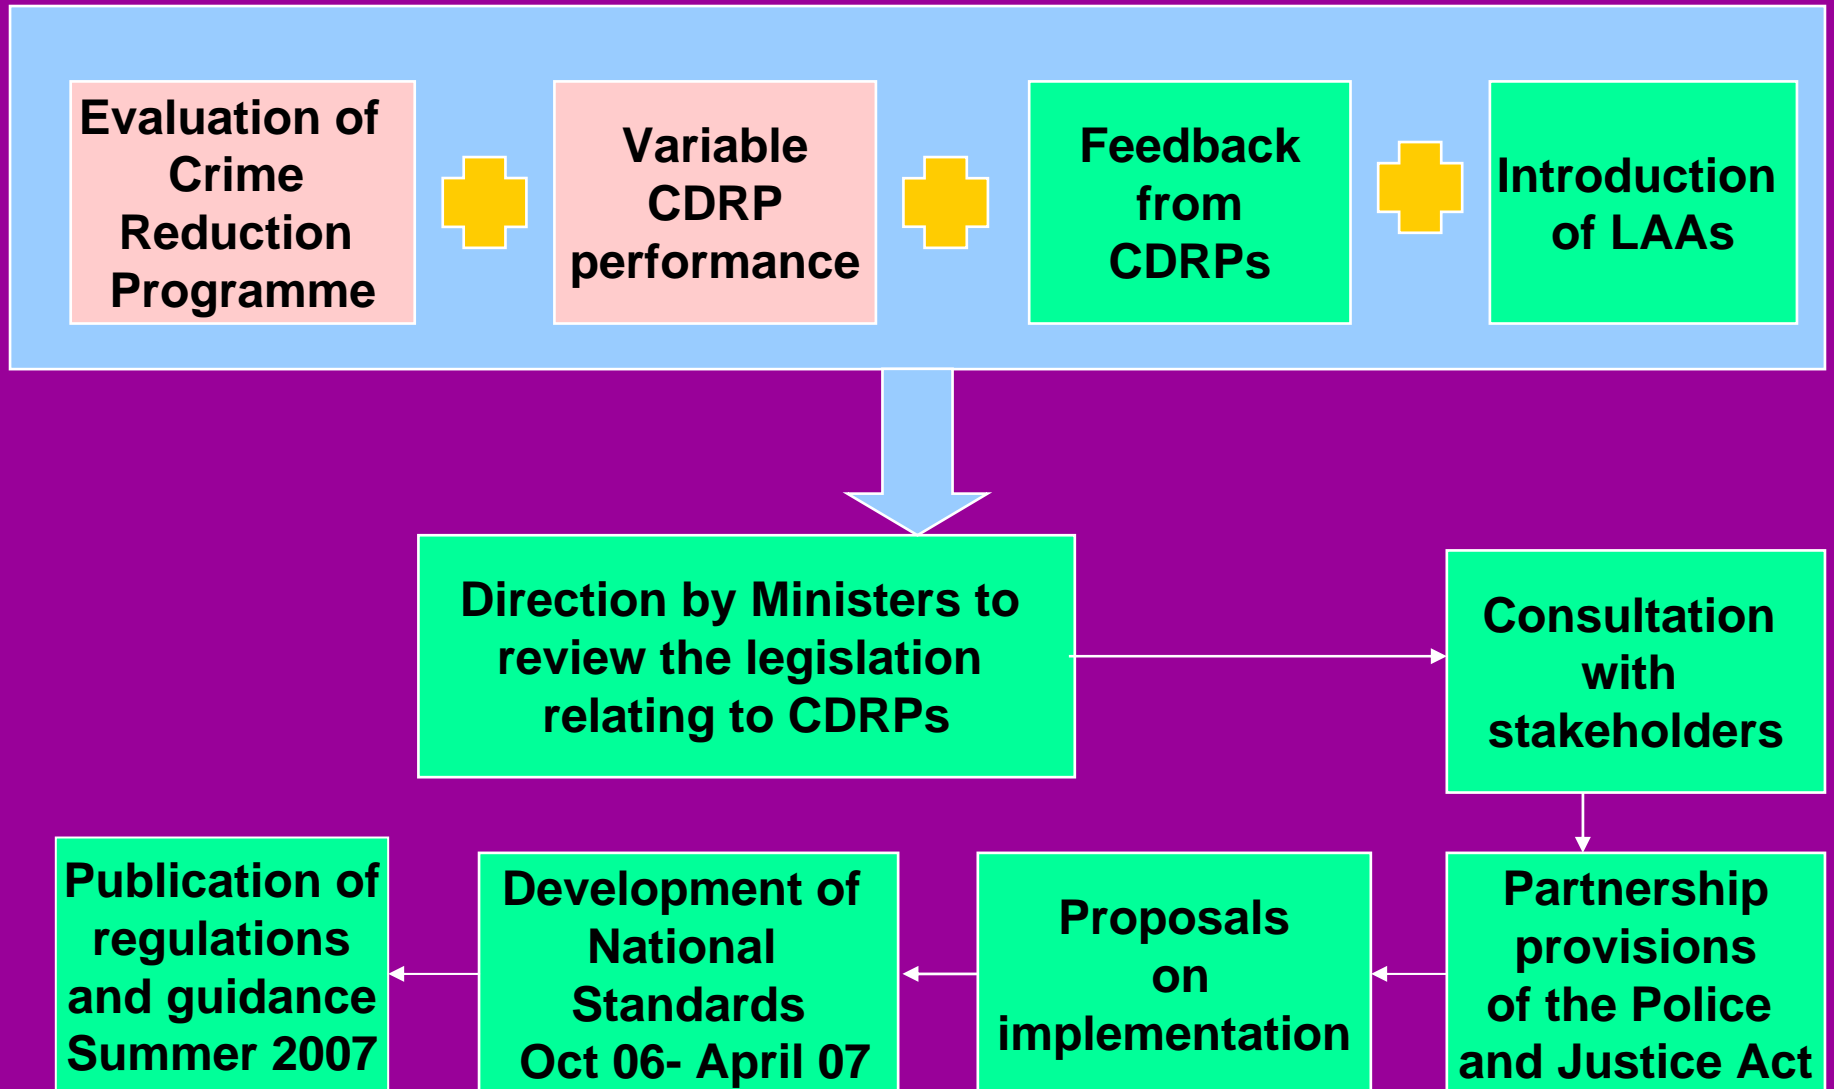 Evaluation of
Crime
Reduction
Programme
Variable
CDRP
performance
Feedback
from
CDRPs
Introduction
of LAAs
Direction by Ministers to
review the legislation
relating to CDRPs
Consultation
with
stakeholders
Partnership
provisions
of the Police
and Justice Act
Proposals
on
implementation
Development of
National
Standards
Oct 06- April 07
Publication of
regulations
and guidance
Summer 2007